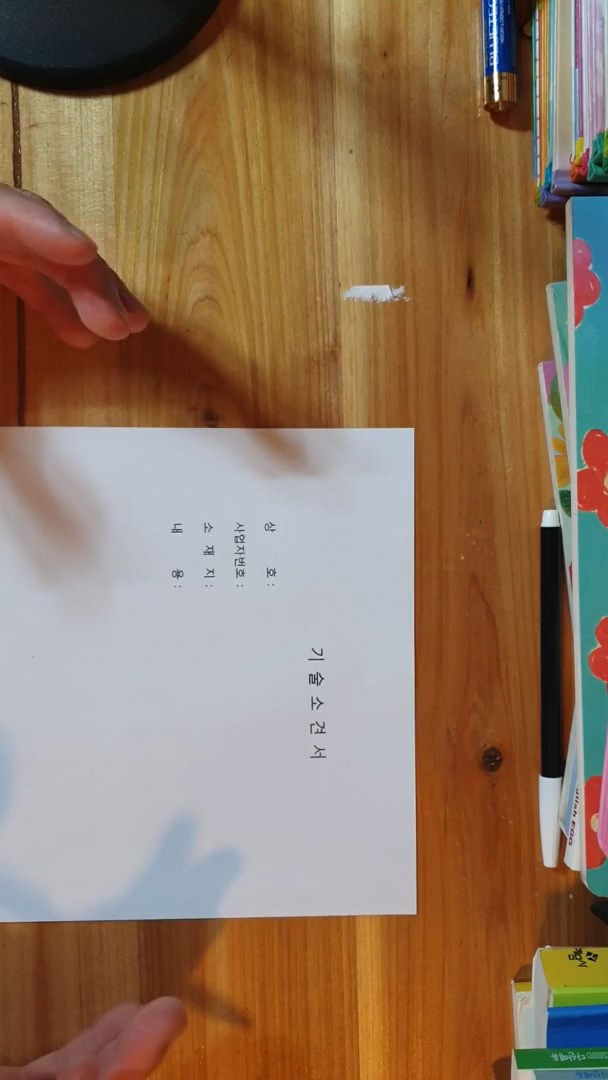 기술소견서
상 호 :
사업자번호 :
소 재 지 :
내 용 :